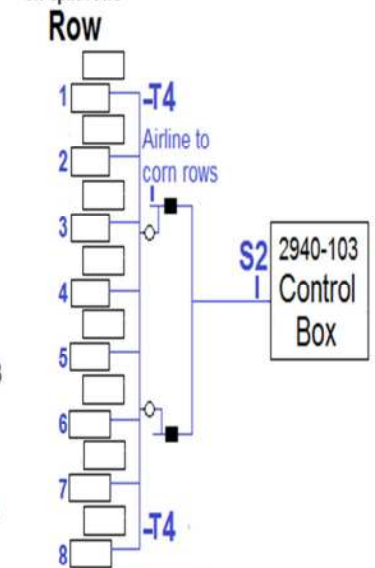 Row
1
-T4
Airline to
2
corn rows
3
S2
2940-103
Control
Box
4
5
6
7
-T4
8